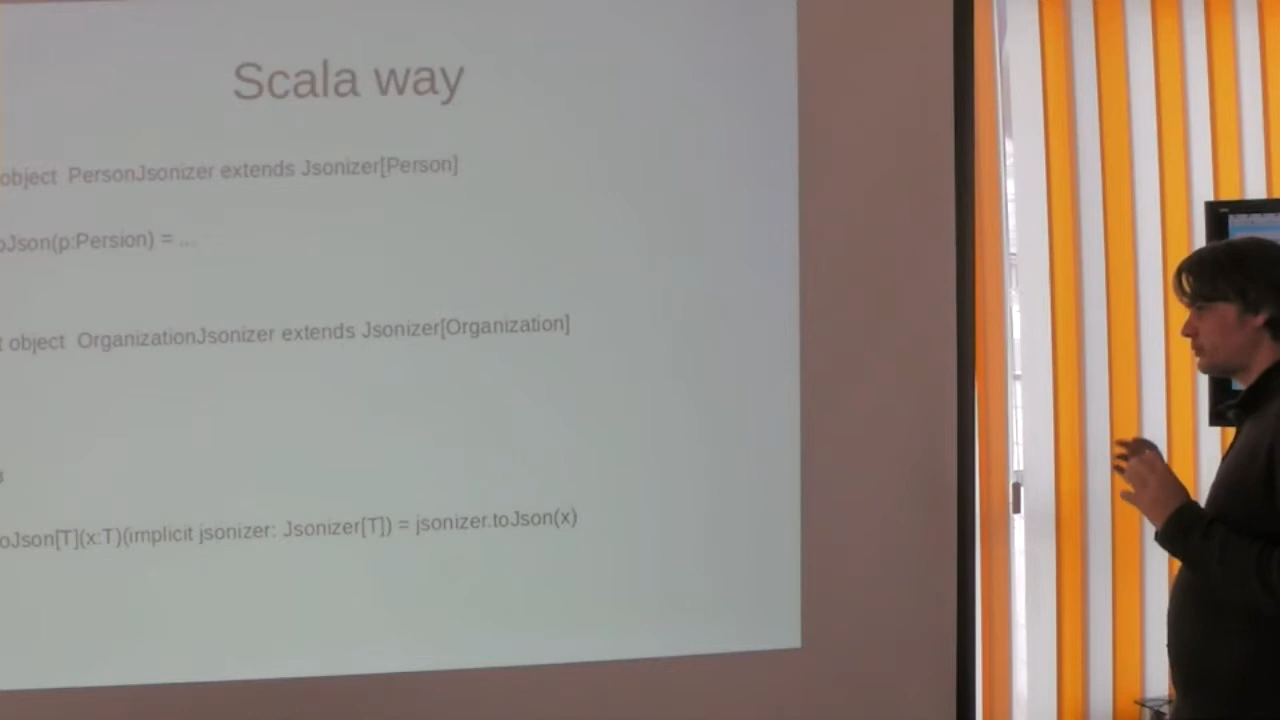 Scala way
object PersonJsonizer extends Jsonizer[Person]
oJson(p:Persion) = ...
t object OrganizationJsonizer extends Jsonizer[Organization]
oJson[T](x:T)(implicit jsonizer: Jsonizer[T]) = jsonizer.toJson(x)